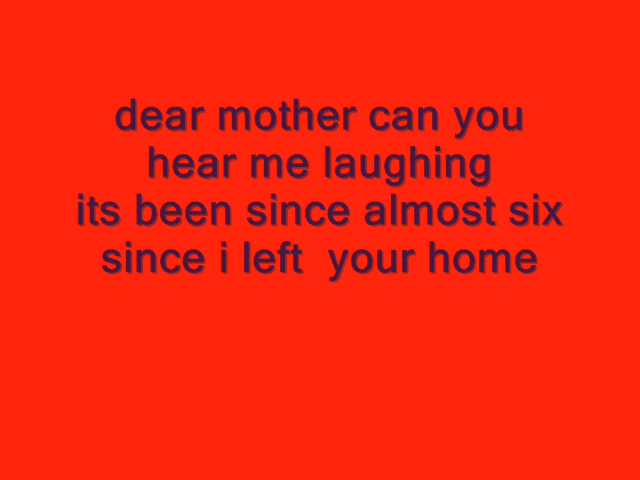 dear mother can you
hear me laughing
its been since almost six
since i left  your home